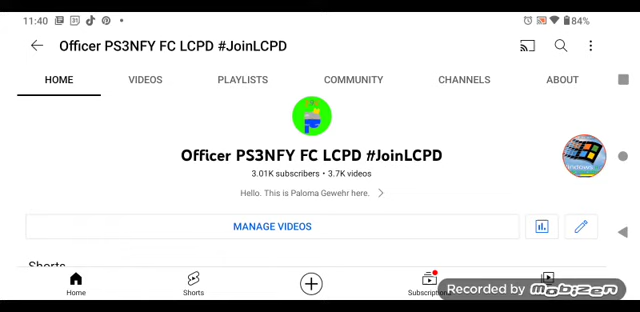 11:40
31
84%
Officer PS3NFY FC LCPD #JoinLCPD
HOME VIDEOS PLAYLISTS COMMUNITY CHANNELS ABOUT
Officer PS3NFY FC LCPD #JoinLCPD
3.01K subscribers • 3.7K videos
Hello. This is Paloma Gewehr here.
MANAGE VIDEOS
Shorts
Home Shorts Subscriptions
Recorded by mobizen